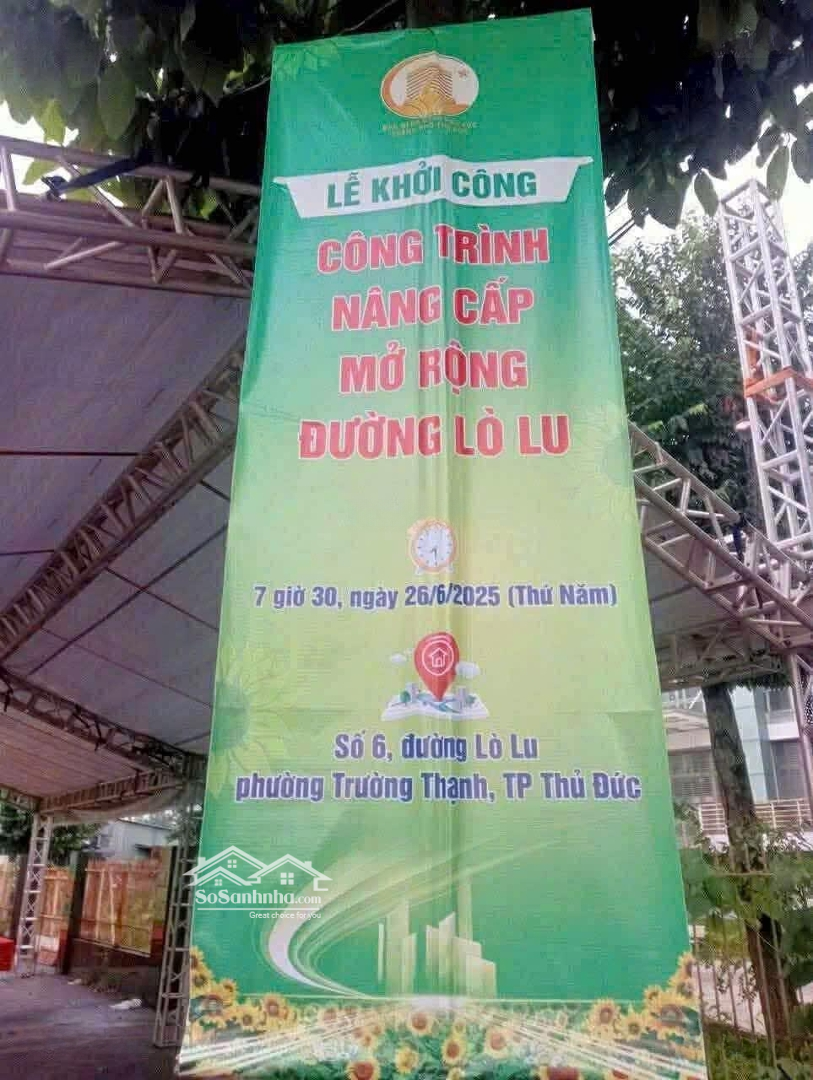 LỄ KHỞI CÔNG
CÔNG TRÌNH
NÂNG CẤP
MỞ RỘNG
ĐƯỜNG LÒ LU
7 giờ 30, ngày 26/6/2025 (Thứ Năm)
Số 6, đường Lò Lu
phường Trường Thạnh, TP Thủ Đức
SoSanhnha.com
Great choice for you